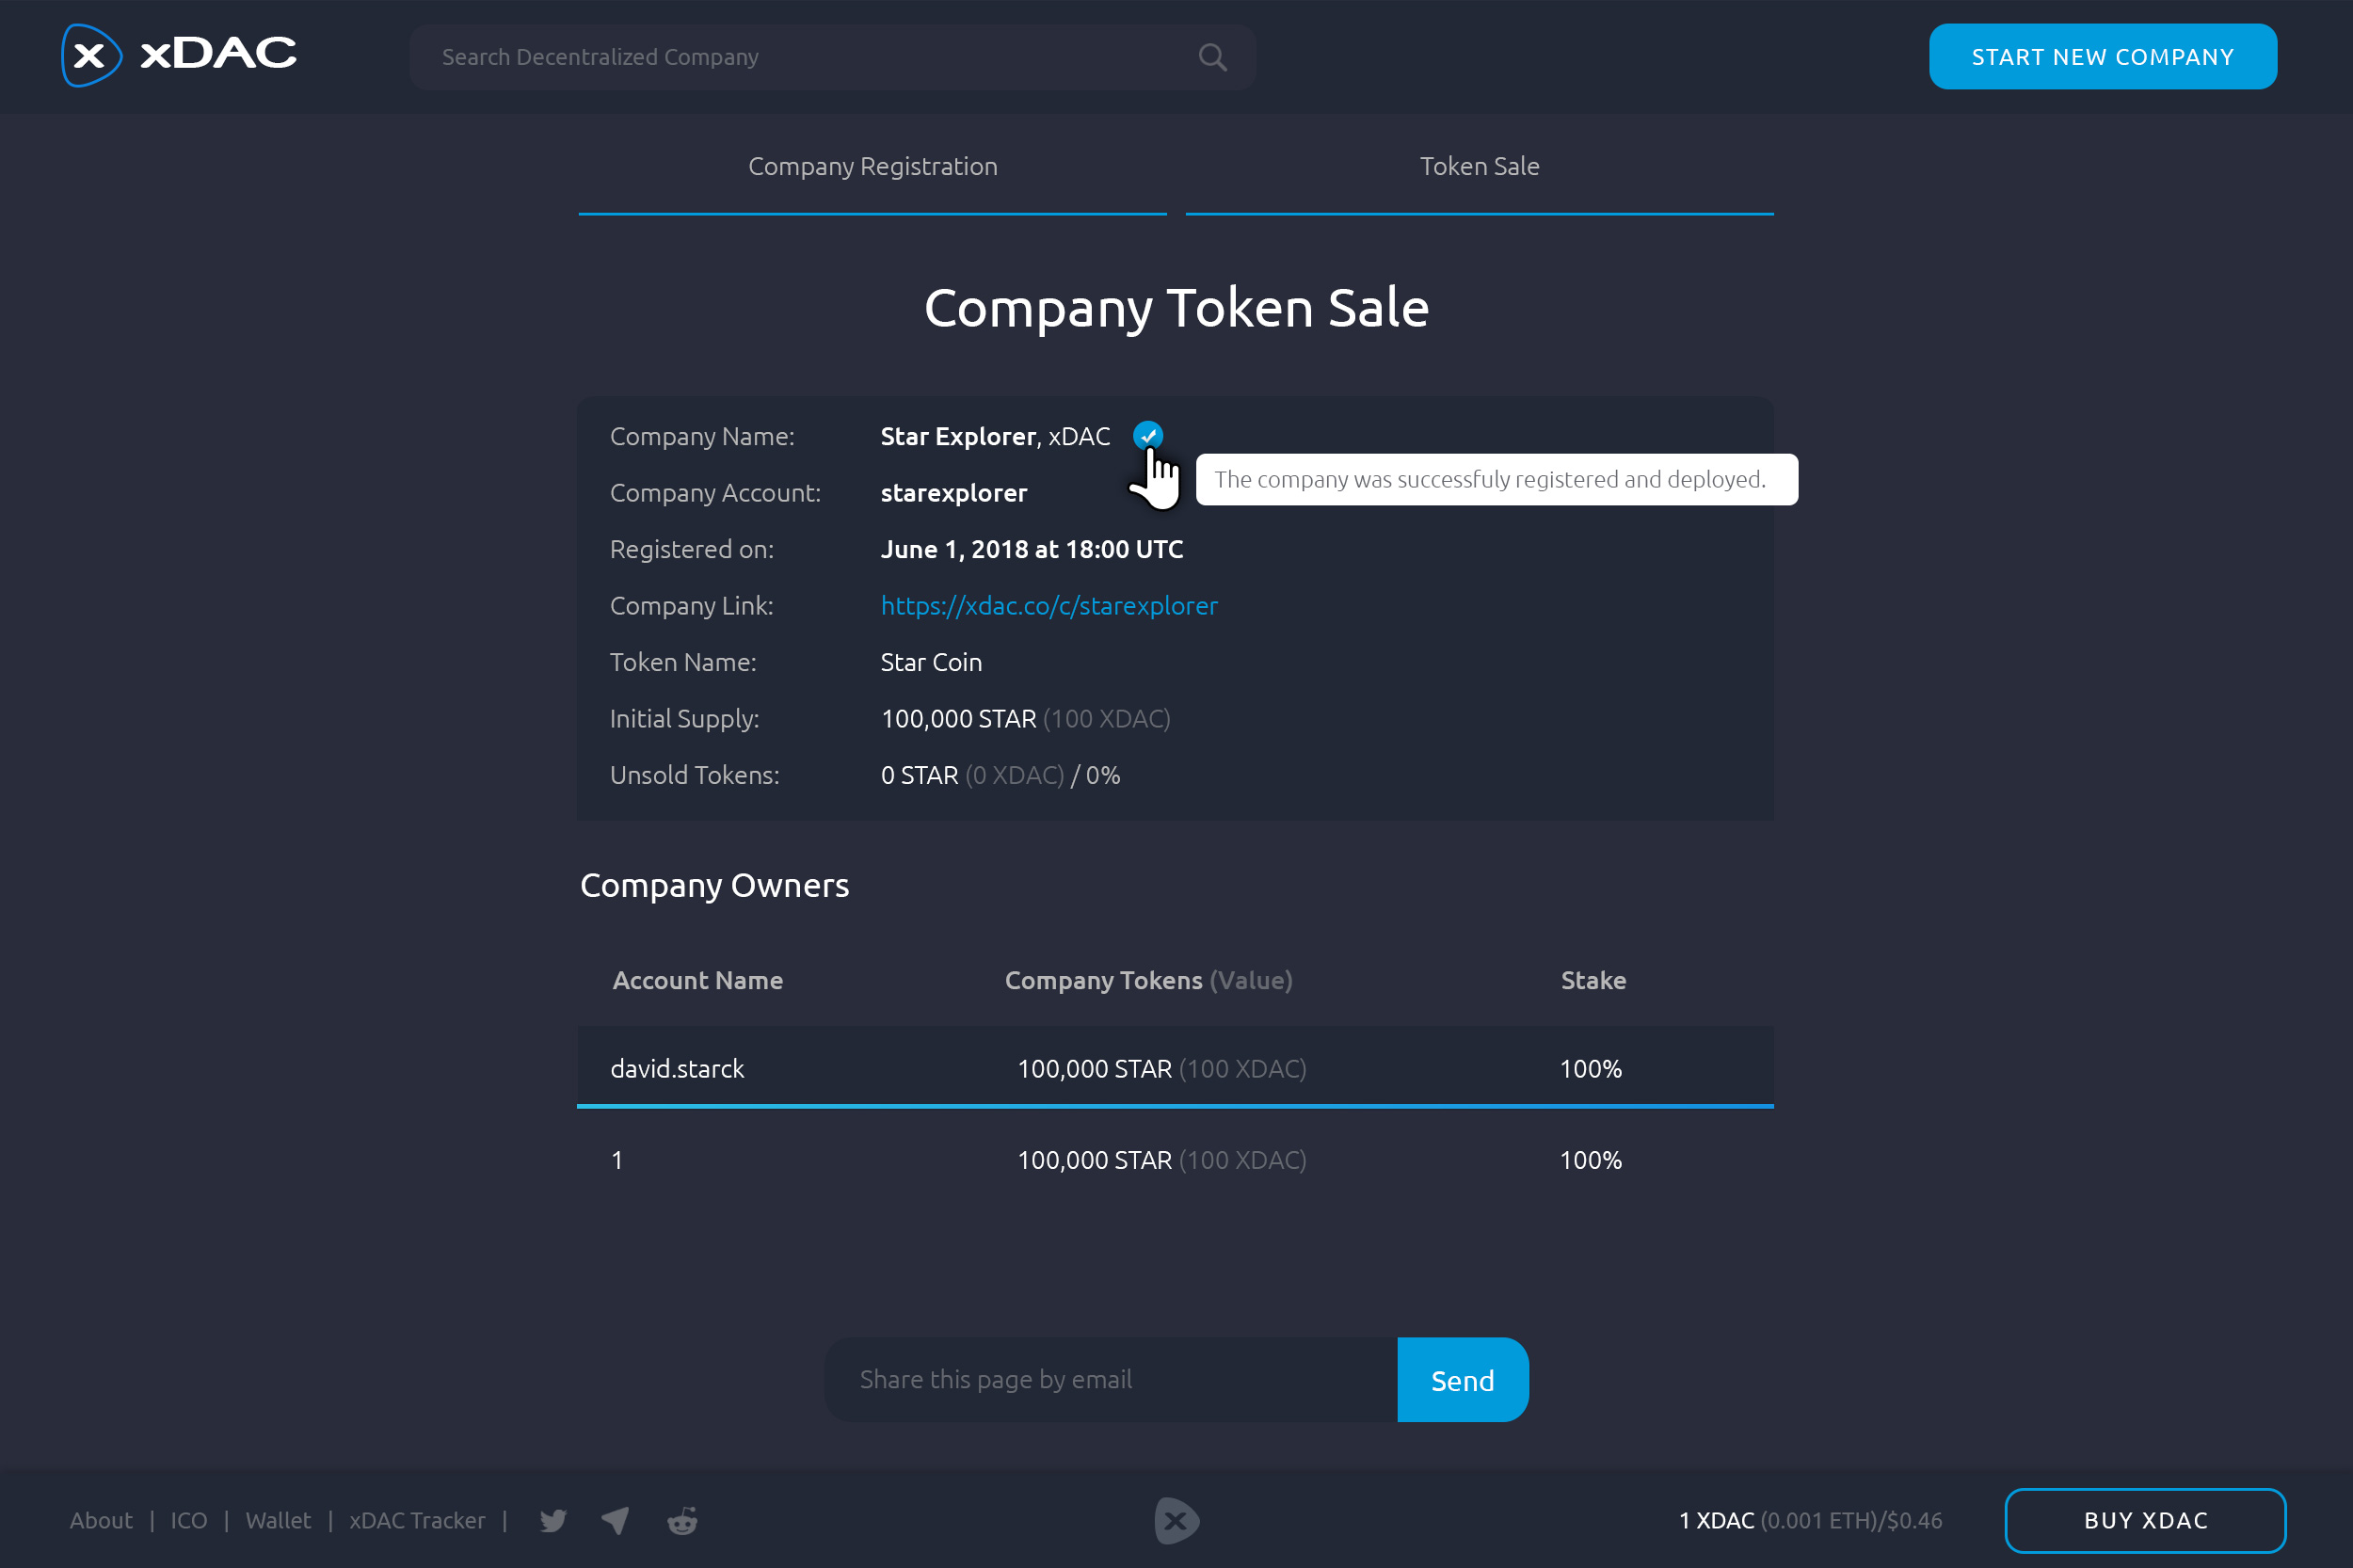 x xDAC
Search Decentralized Company
START NEW COMPANY
Company Registration
Token Sale
Company Token Sale
Company Name: Star Explorer, xDAC
The company was successfuly registered and deployed.
Company Account: starexplorer
Registered on: June 1, 2018 at 18:00 UTC
Company Link: https://xdac.co/c/starexplorer
Token Name: Star Coin
Initial Supply: 100,000 STAR (100 XDAC)
Unsold Tokens: 0 STAR (0 XDAC) / 0%
Company Owners
Account Name Company Tokens (Value) Stake
david.starck 100,000 STAR (100 XDAC) 100%
1 100,000 STAR (100 XDAC) 100%
Share this page by email
Send
About | ICO | Wallet | xDAC Tracker |
x
1 XDAC (0.001 ETH)/$0.46
BUY XDAC